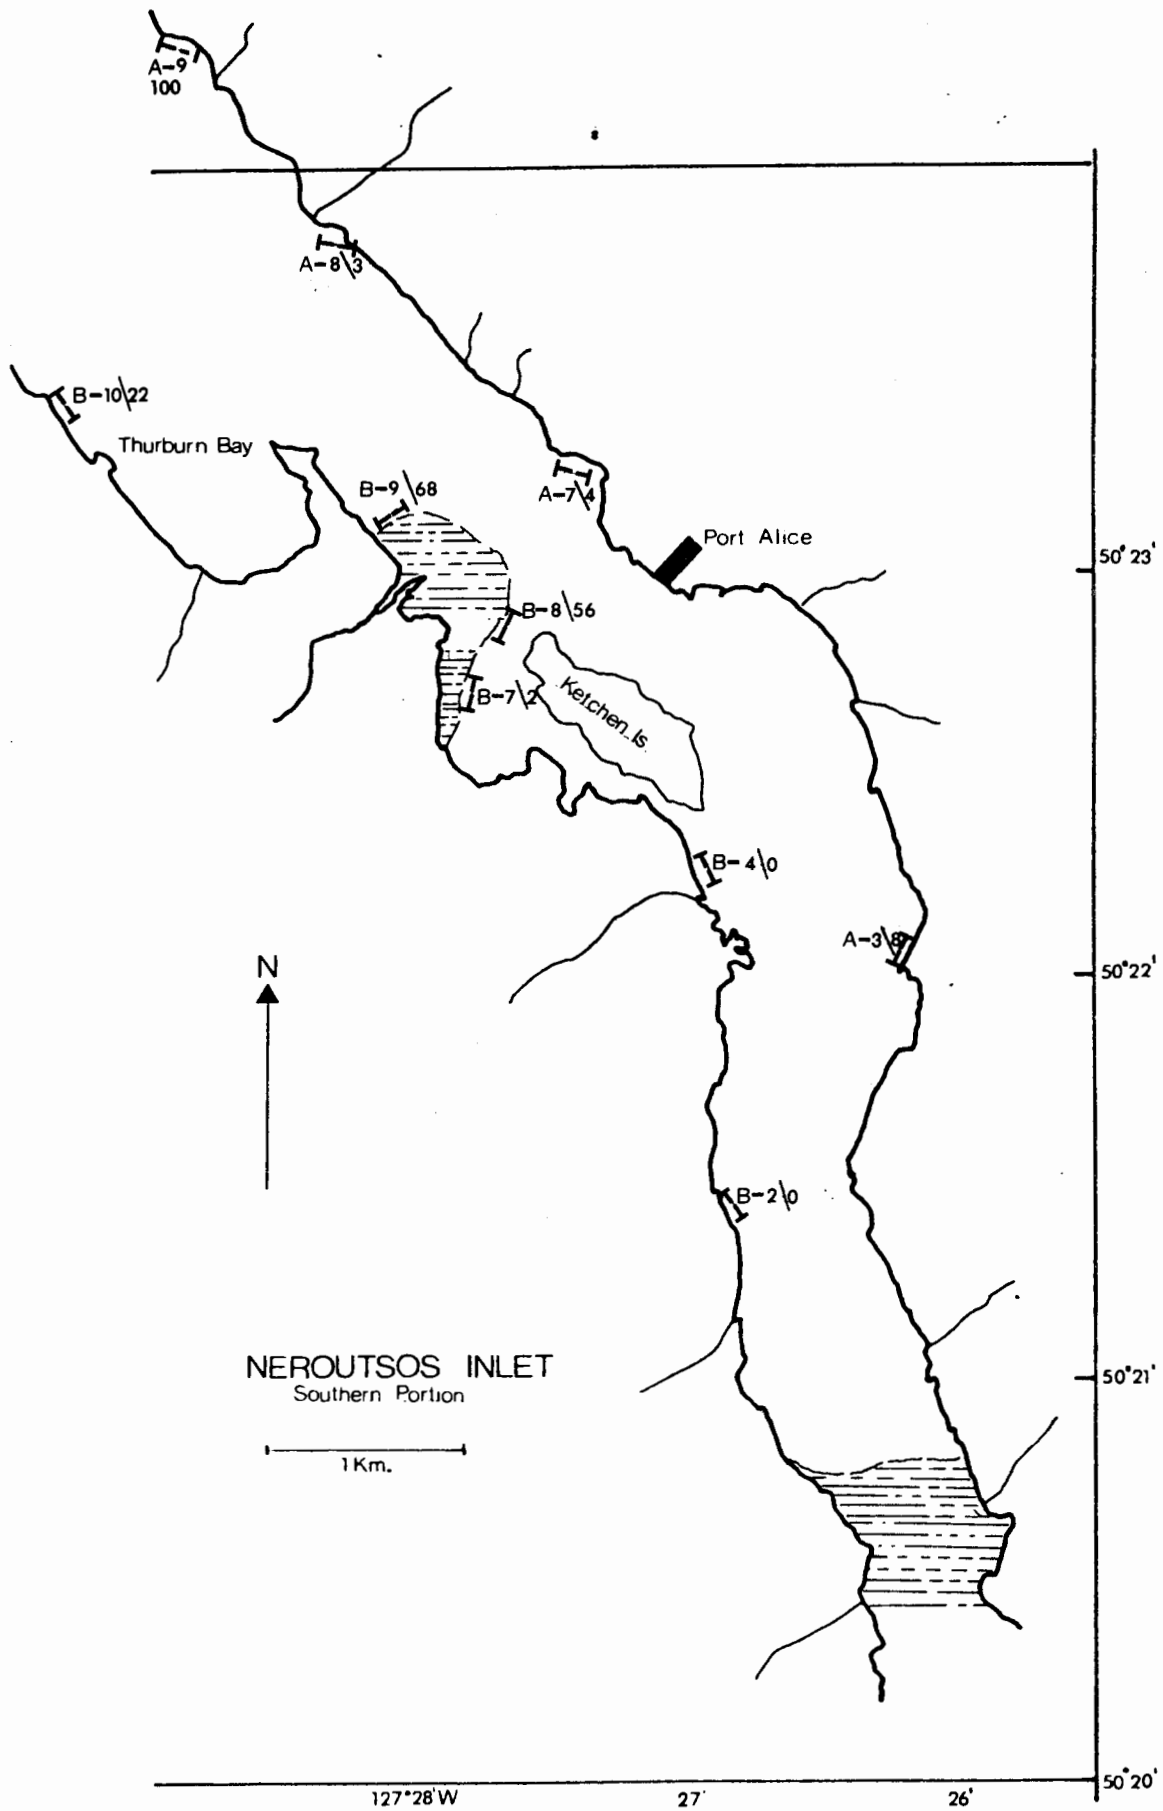 A-9
100
A-8\3
B-10\22
Thurburn Bay
B-9\68
A-7\4
Port Alice
50°23'
B-8\56
Ketchen Is.
B-7\2
B-4\0
A-3\8
N
50°22'
B-2\0
NEROUTSOS INLET
Southern Portion
50°21'
1Km.
50°20'
127°28'W
27'
26'